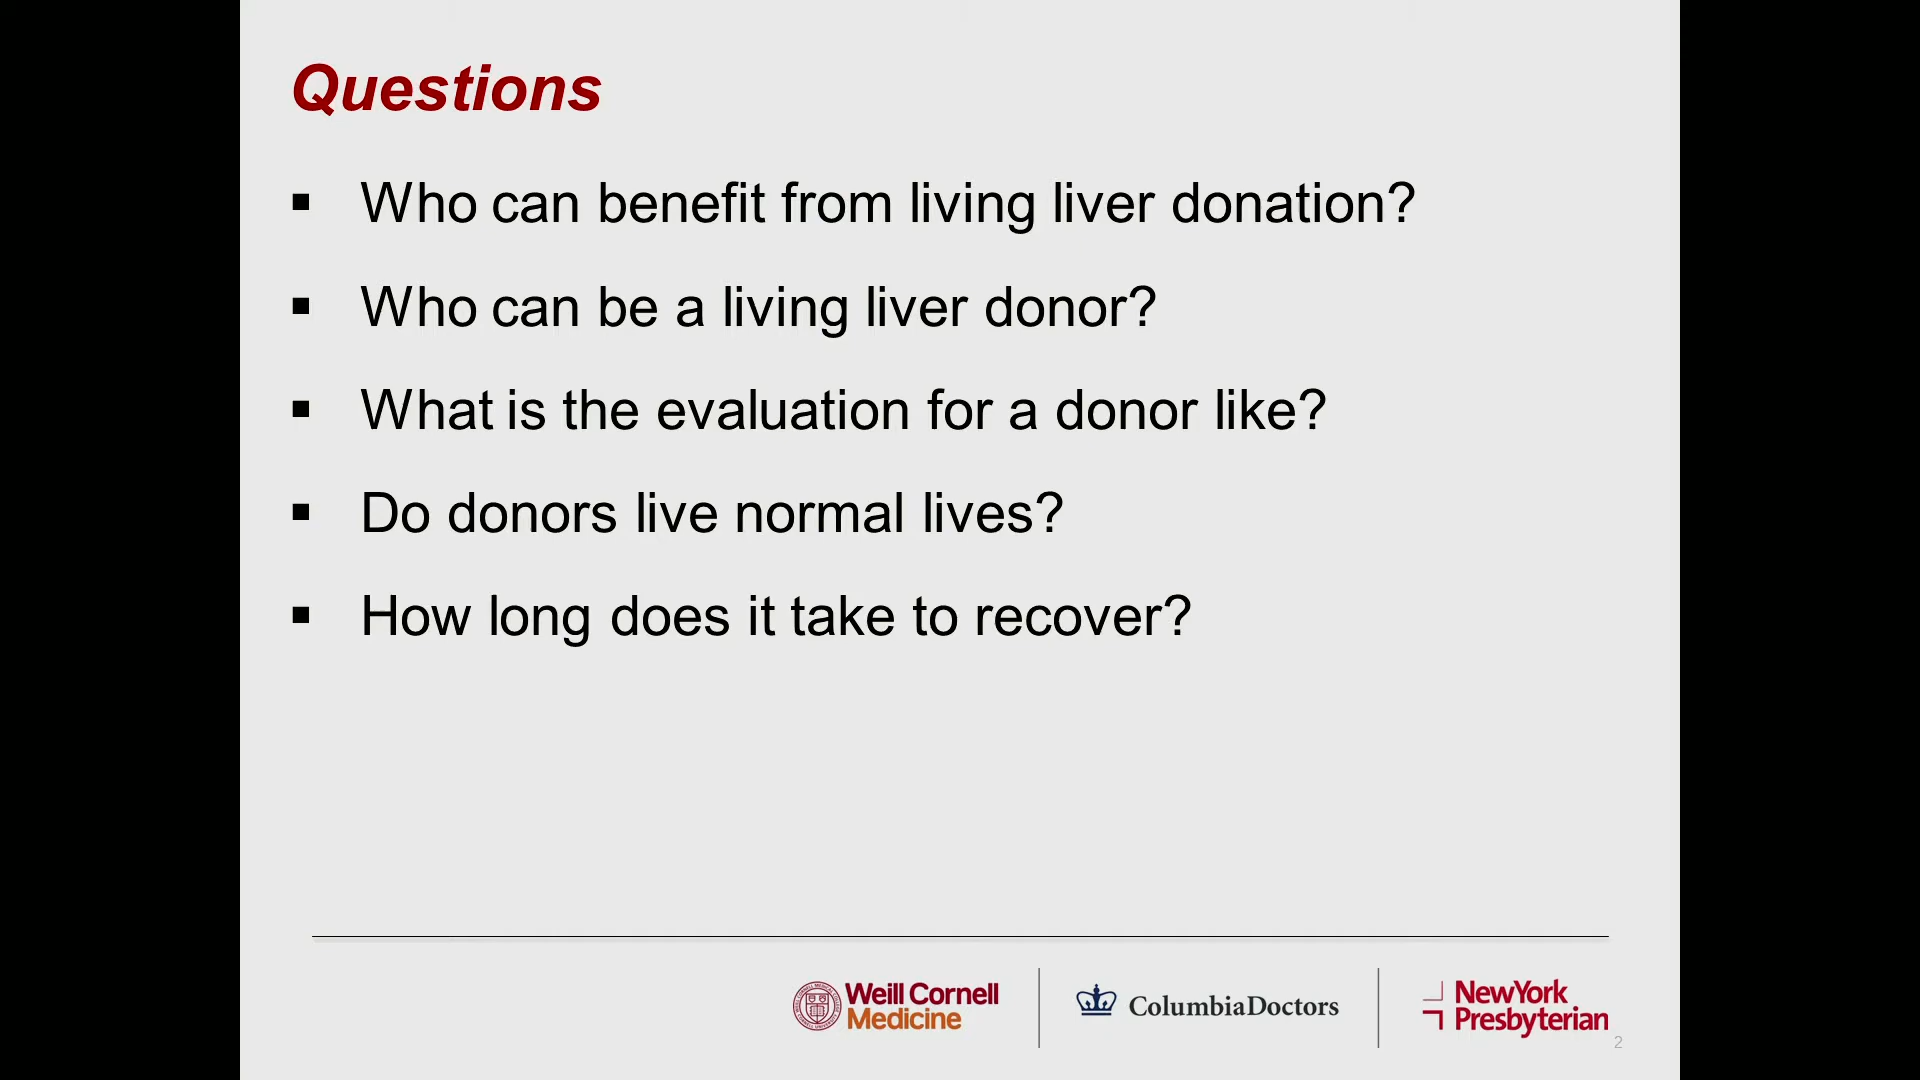 Questions
▪ Who can benefit from living liver donation?
▪ Who can be a living liver donor?
▪ What is the evaluation for a donor like?
▪ Do donors live normal lives?
▪ How long does it take to recover?
Weill Cornell
Medicine
ColumbiaDoctors
NewYork
Presbyterian
2